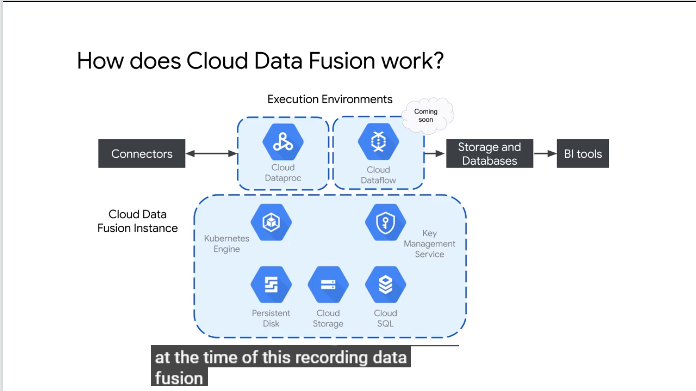 How does Cloud Data Fusion work?
Execution Environments
Coming
soon
Connectors
Cloud
Dataproc
Cloud
Dataflow
Storage and
Databases
BI tools
Cloud Data
Fusion Instance
Kubernetes
Engine
Key
Management
Service
Persistent
Disk
Cloud
Storage
Cloud
SQL
at the time of this recording data
fusion